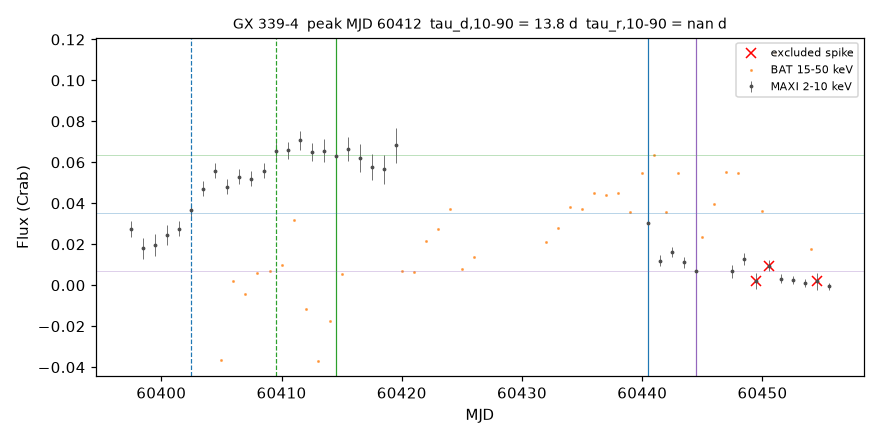 GX 339-4  peak MJD 60412  tau_d,10-90 = 13.8 d  tau_r,10-90 = nan d
excluded spike
BAT 15-50 keV
MAXI 2-10 keV
Flux (Crab)
0.12
0.10
0.08
0.06
0.04
0.02
0.00
−0.02
−0.04
60400
60410
60420
60430
60440
60450
MJD